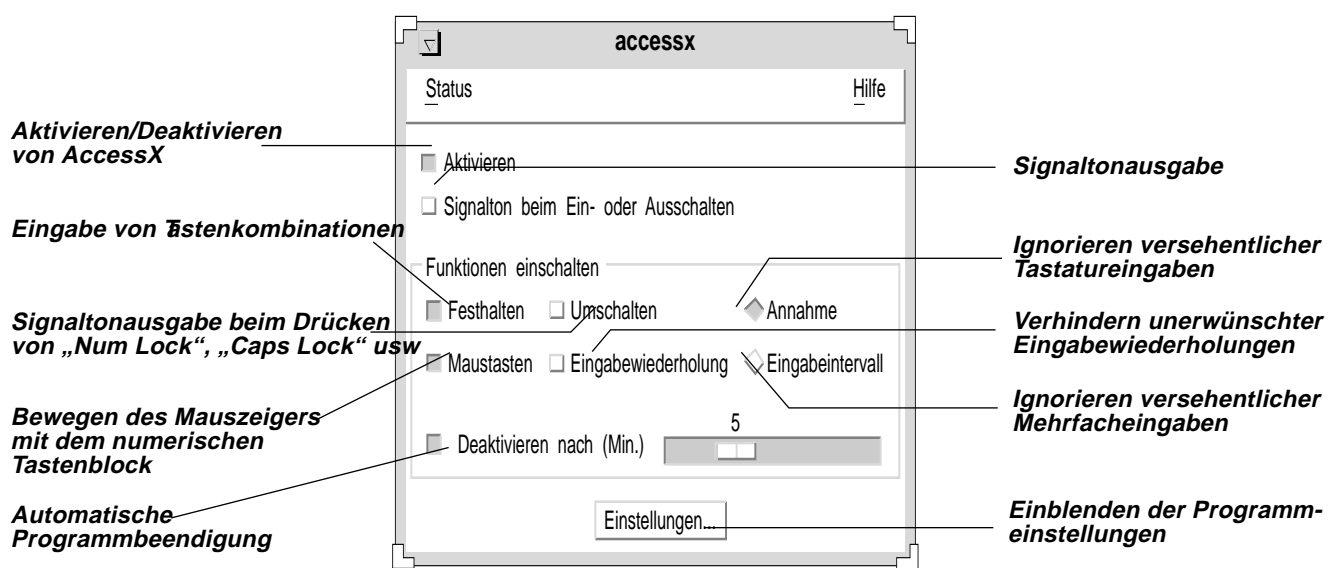 accessx
Status Hilfe
Aktivieren/Deaktivieren
von AccessX
Aktivieren
Signaltonausgabe
Signalton beim Ein- oder Ausschalten
Eingabe von Tastenkombinationen
Ignorieren versehentlicher
Tastatureingaben
Funktionen einschalten
Festhalten Umschalten Annahme
Signaltonausgabe beim Drücken
von „Num Lock“, „Caps Lock“ usw
Verhindern unerwünschter
Eingabewiederholungen
Maustasten Eingabewiederholung Eingabeintervall
Ignorieren versehentlicher
Mehrfacheingaben
Bewegen des Mauszeigers
mit dem numerischen
Tastenblock
5
Deaktivieren nach (Min.)
Automatische
Programmbeendigung
Einstellungen...
Einblenden der Programm-
einstellungen